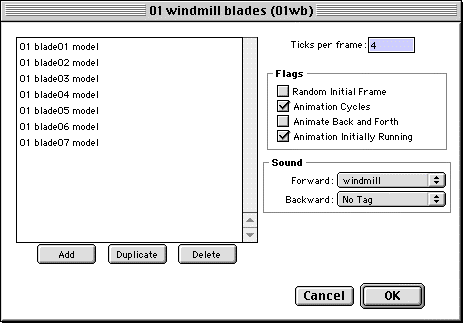 01 windmill blades (01wb)
01 blade01 model
01 blade02 model
01 blade03 model
01 blade04 model
01 blade05 model
01 blade06 model
01 blade07 model
Add
Duplicate
Delete
Ticks per frame: 4
Flags
Random Initial Frame
Animation Cycles
Animate Back and Forth
Animation Initially Running
Sound
Forward: windmill
Backward: No Tag
Cancel
OK